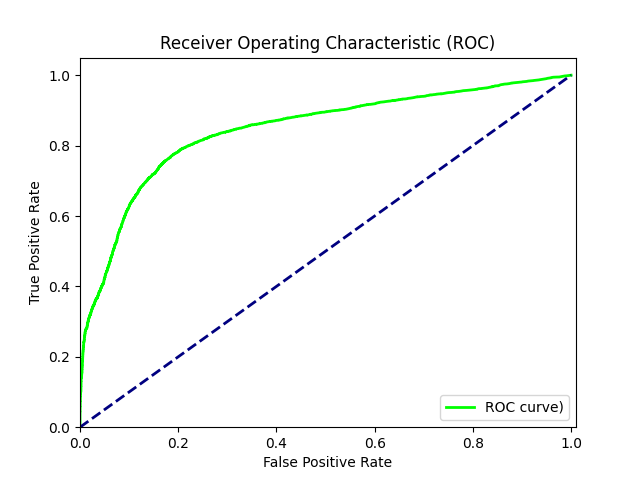 Receiver Operating Characteristic (ROC)
True Positive Rate
1.0
0.8
0.6
0.4
0.2
0.0
0.0 0.2 0.4 0.6 0.8 1.0
False Positive Rate
ROC curve)